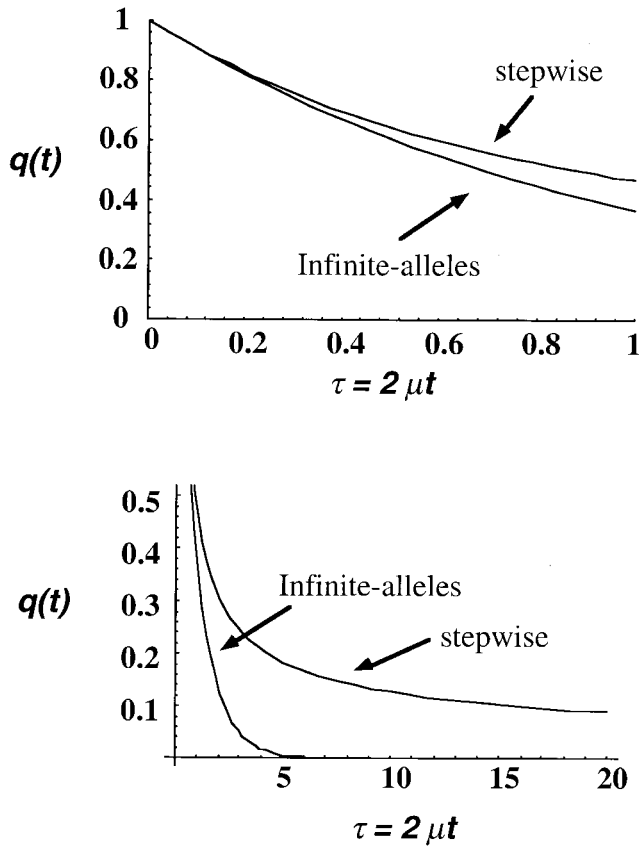 1
0.8
0.6
0.4
0.2
0
q(t)
stepwise
Infinite-alleles
0 0.2 0.4 0.6 0.8 1
τ = 2 μt
0.5
0.4
0.3
0.2
0.1
q(t)
Infinite-alleles
stepwise
5 10 15 20
τ = 2 μt